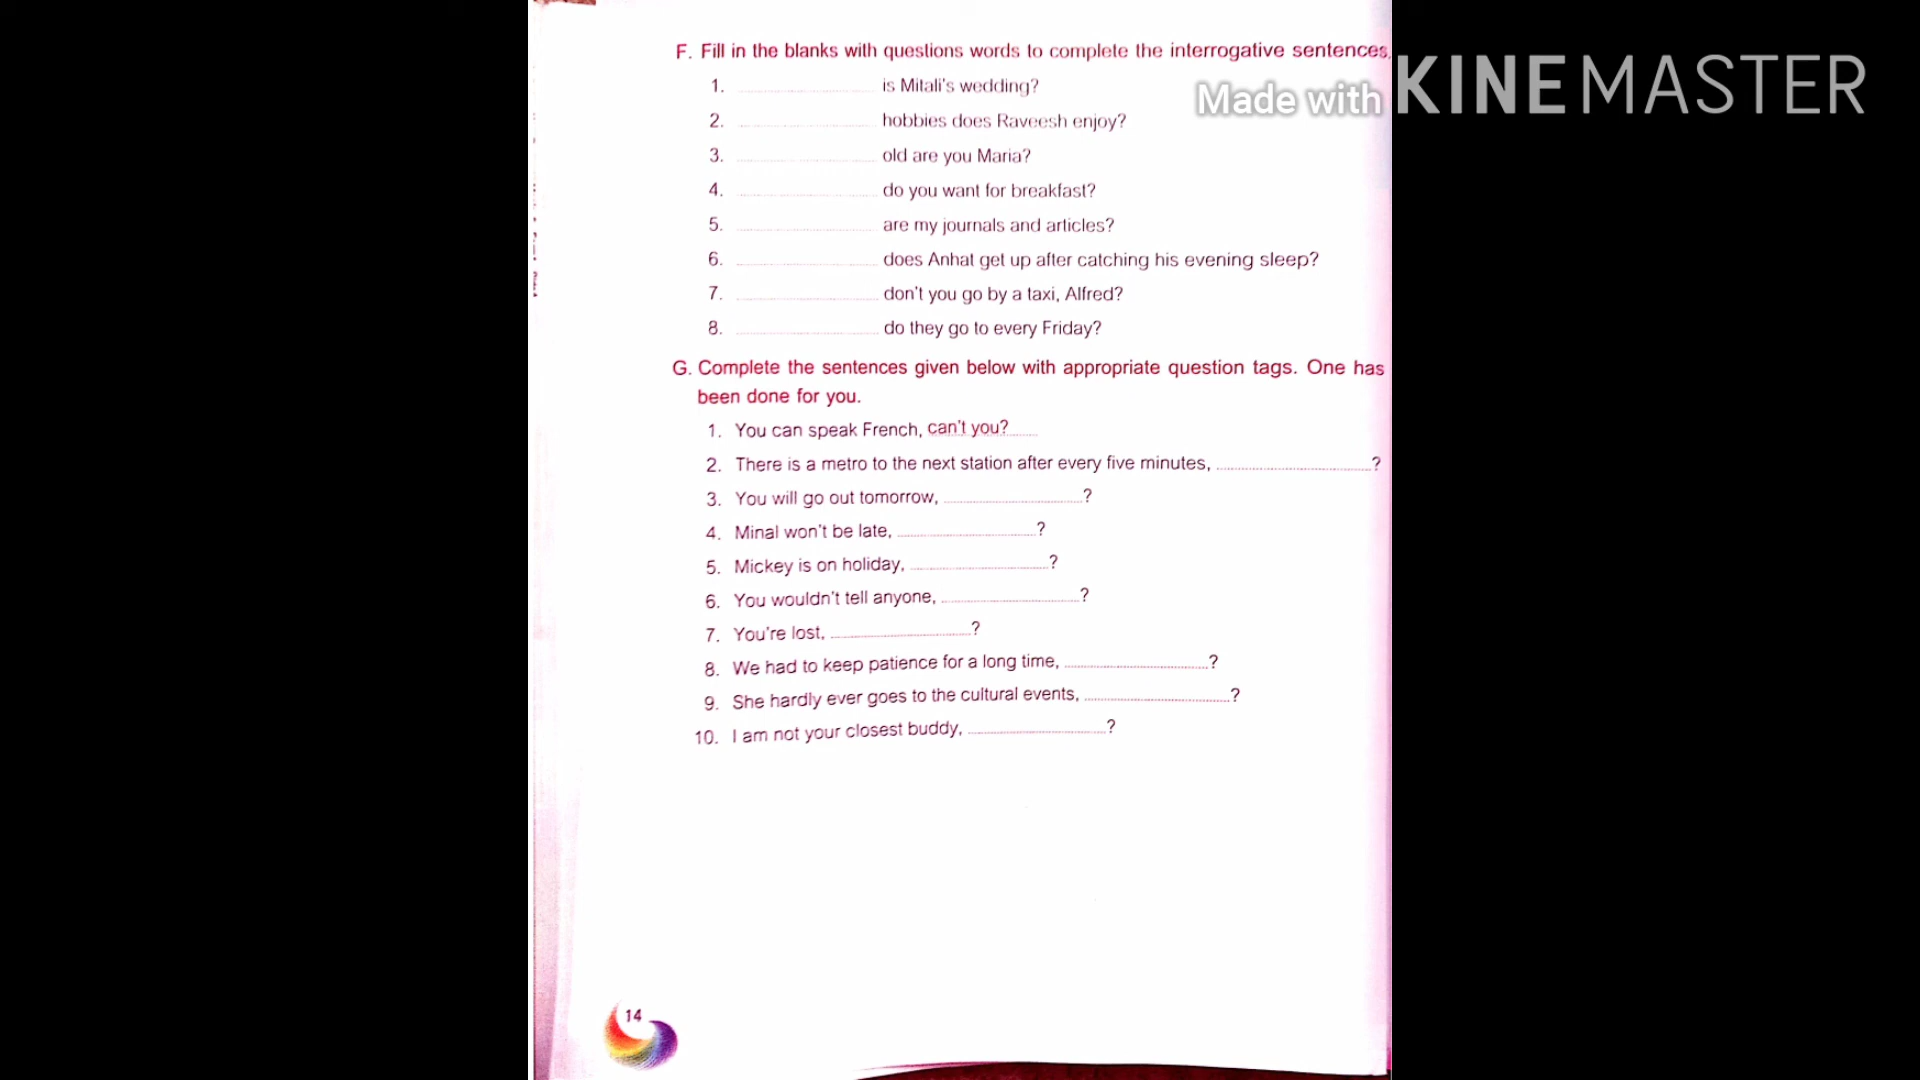 F. Fill in the blanks with questions words to complete the interrogative sentences.
Made with KINEMASTER
1. is Mitali's wedding?
2. hobbies does Raveesh enjoy?
3. old are you Maria?
4. do you want for breakfast?
5. are my journals and articles?
6. does Anhat get up after catching his evening sleep?
7. don't you go by a taxi, Alfred?
8. do they go to every Friday?
G. Complete the sentences given below with appropriate question tags. One has
been done for you.
1. You can speak French, can't you?
2. There is a metro to the next station after every five minutes, ?
3. You will go out tomorrow, ?
4. Minal won't be late, ?
5. Mickey is on holiday, ?
6. You wouldn't tell anyone, ?
7. You're lost, ?
8. We had to keep patience for a long time, ?
9. She hardly ever goes to the cultural events, ?
10. I am not your closest buddy, ?
14